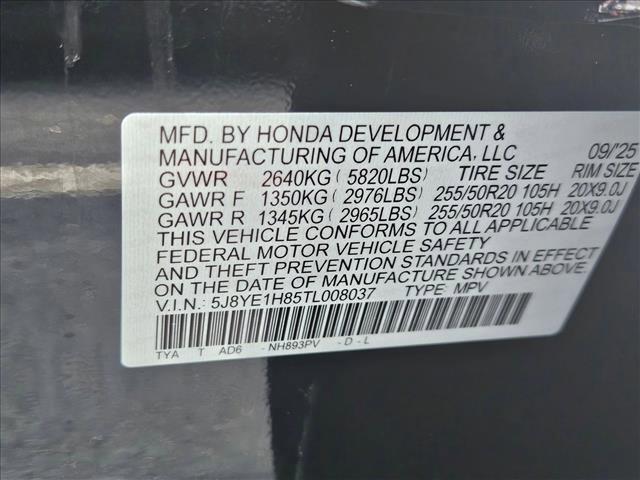 MFD. BY HONDA DEVELOPMENT &
MANUFACTURING OF AMERICA, LLC 09/25
GVWR 2640KG ( 5820LBS) TIRE SIZE RIM SIZE
GAWR F 1350KG ( 2976LBS) 255/50R20 105H 20X9.0J
GAWR R 1345KG ( 2965LBS) 255/50R20 105H 20X9.0J
THIS VEHICLE CONFORMS TO ALL APPLICABLE
FEDERAL MOTOR VEHICLE SAFETY
AND THEFT PREVENTION STANDARDS IN EFFECT
ON THE DATE OF MANUFACTURE SHOWN ABOVE.
V.I.N.: 5J8YE1H85TL008037 TYPE: MPV
TYA T AD6 -NH893PV -D-L